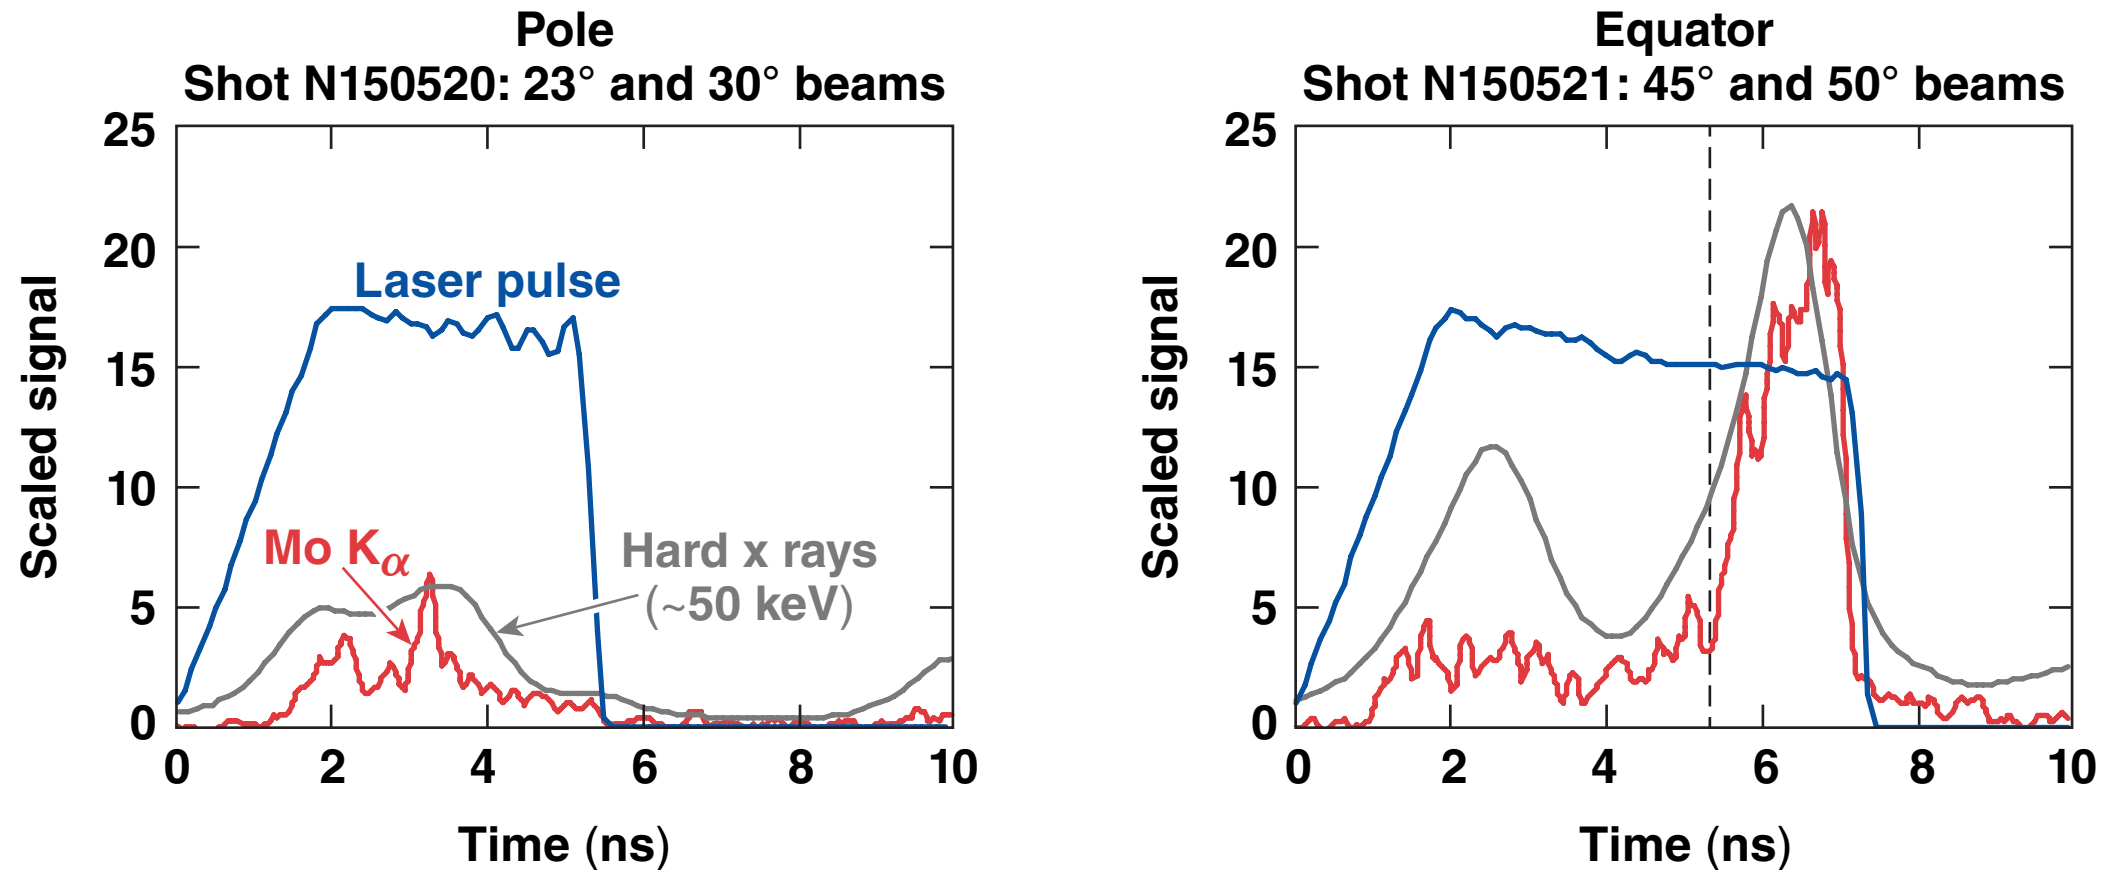 Pole
Shot N150520: 23° and 30° beams
25
20
15
10
5
0
Scaled signal
Laser pulse
Mo Kα
Hard x rays
(~50 keV)
0 2 4 6 8 10
Time (ns)
Equator
Shot N150521: 45° and 50° beams
25
20
15
10
5
0
Scaled signal
0 2 4 6 8 10
Time (ns)